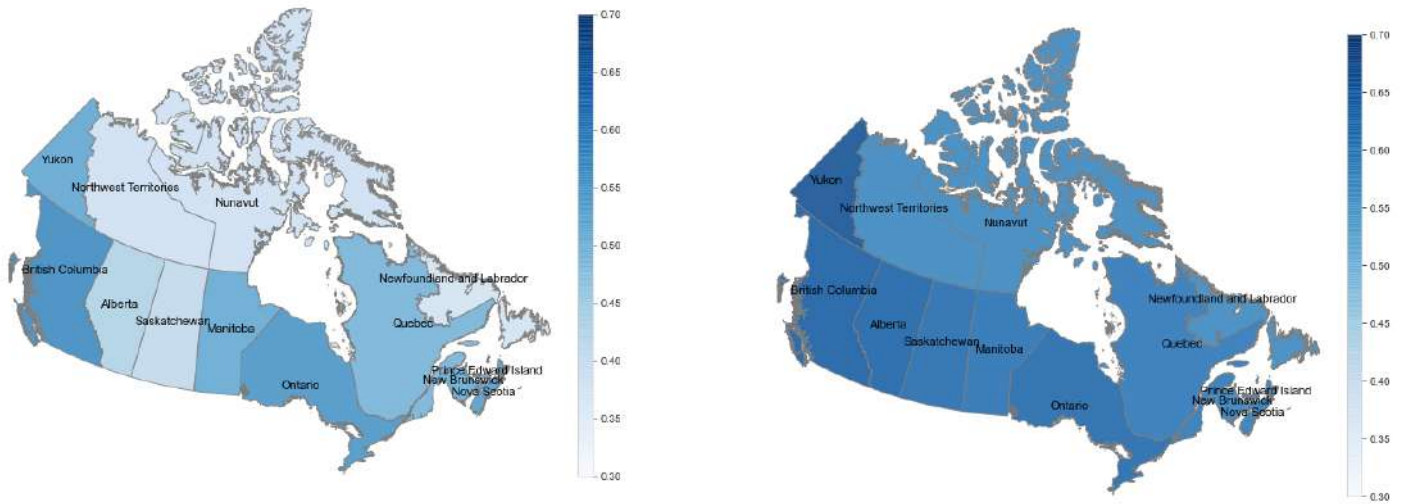 0.70
0.65
0.60
0.55
0.50
0.45
0.40
0.35
0.30
Yukon
Northwest Territories
Nunavut
British Columbia
Alberta
Saskatchewan
Manitoba
Newfoundland and Labrador
Quebec
Ontario
Prince Edward Island
New Brunswick
Nova Scotia
0.70
0.65
0.60
0.55
0.50
0.45
0.40
0.35
0.30
Yukon
Northwest Territories
Nunavut
British Columbia
Alberta
Saskatchewan
Manitoba
Newfoundland and Labrador
Quebec
Ontario
Prince Edward Island
New Brunswick
Nova Scotia